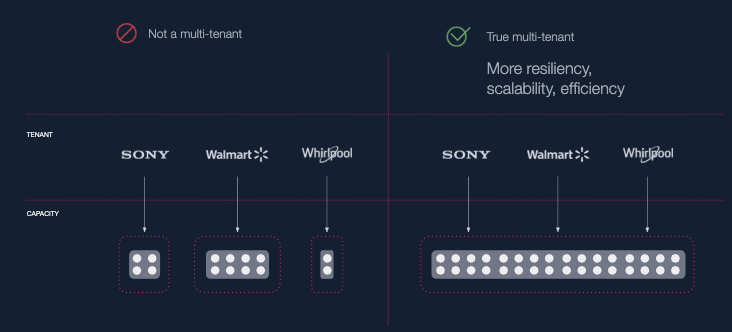 Not a multi-tenant
True multi-tenant
More resiliency,
scalability, efficiency
TENANT
SONY Walmart Whirlpool SONY Walmart Whirlpool
CAPACITY